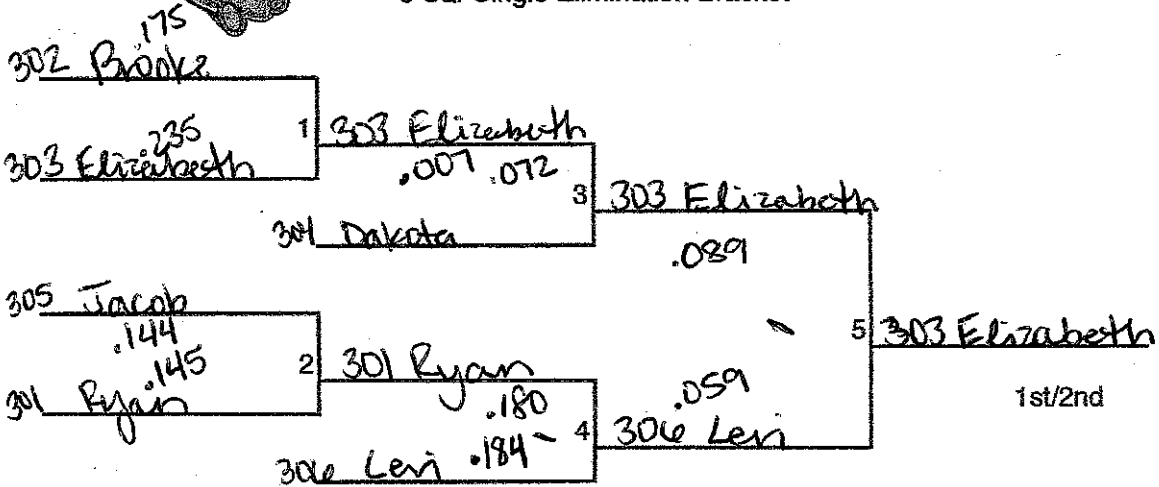 6 Car Single Elimination Bracket
.175
302 Brooke
.235
303 Elizabeth
1
303 Elizabeth
.007 .072
304 Dakota
3
303 Elizabeth
.089
305 Jacob
.144
.145
301 Ryan
2
301 Ryan
.180
306 Levi .184
4
.059
306 Levi
5
303 Elizabeth
1st/2nd